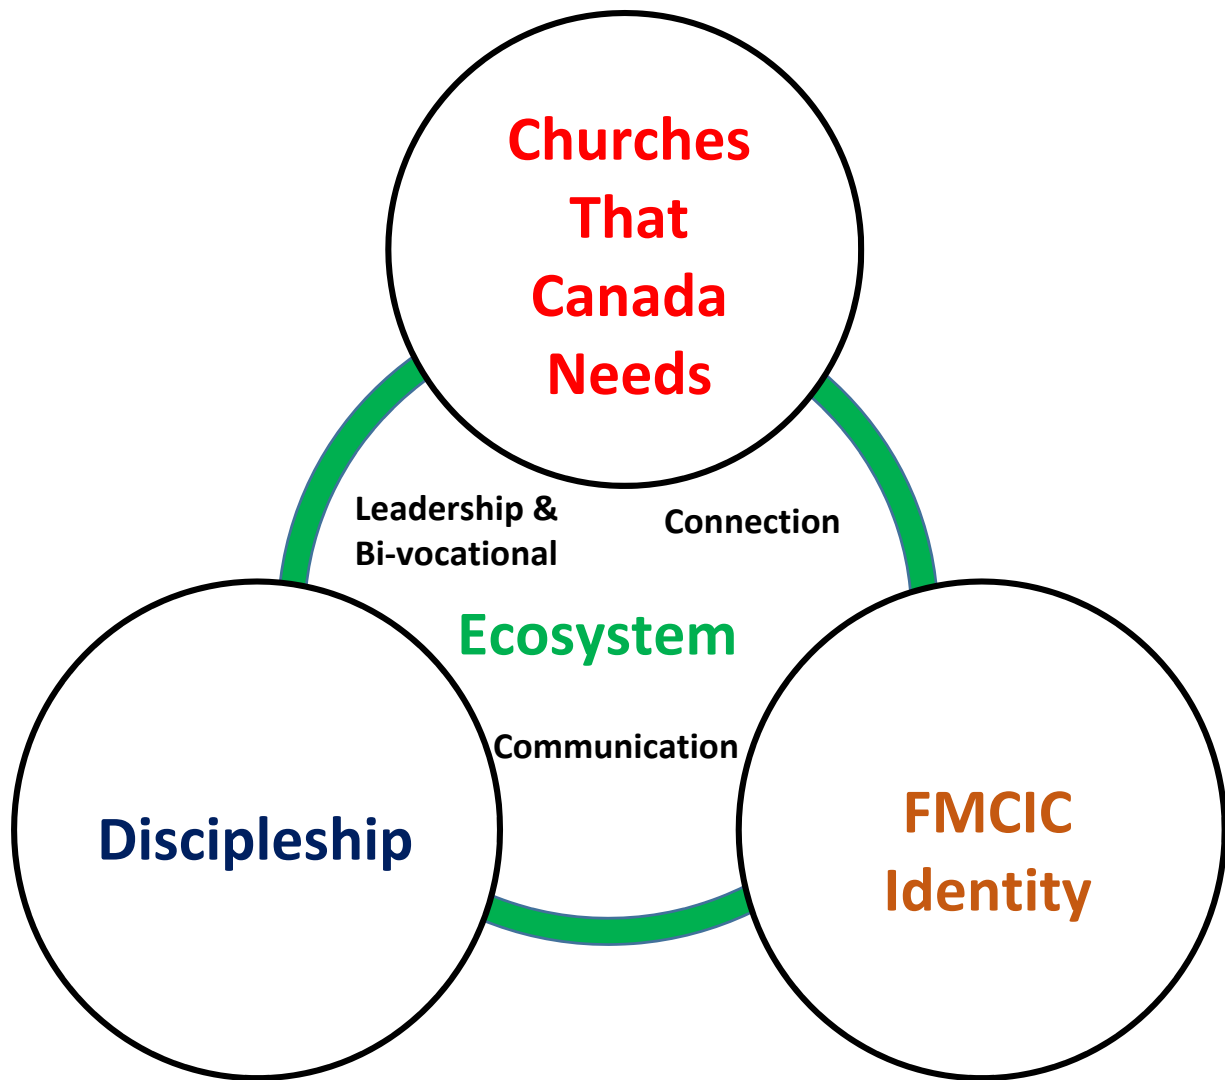 Churches
That
Canada
Needs
Leadership &
Bi-vocational
Connection
Ecosystem
Communication
Discipleship
FMCIC
Identity